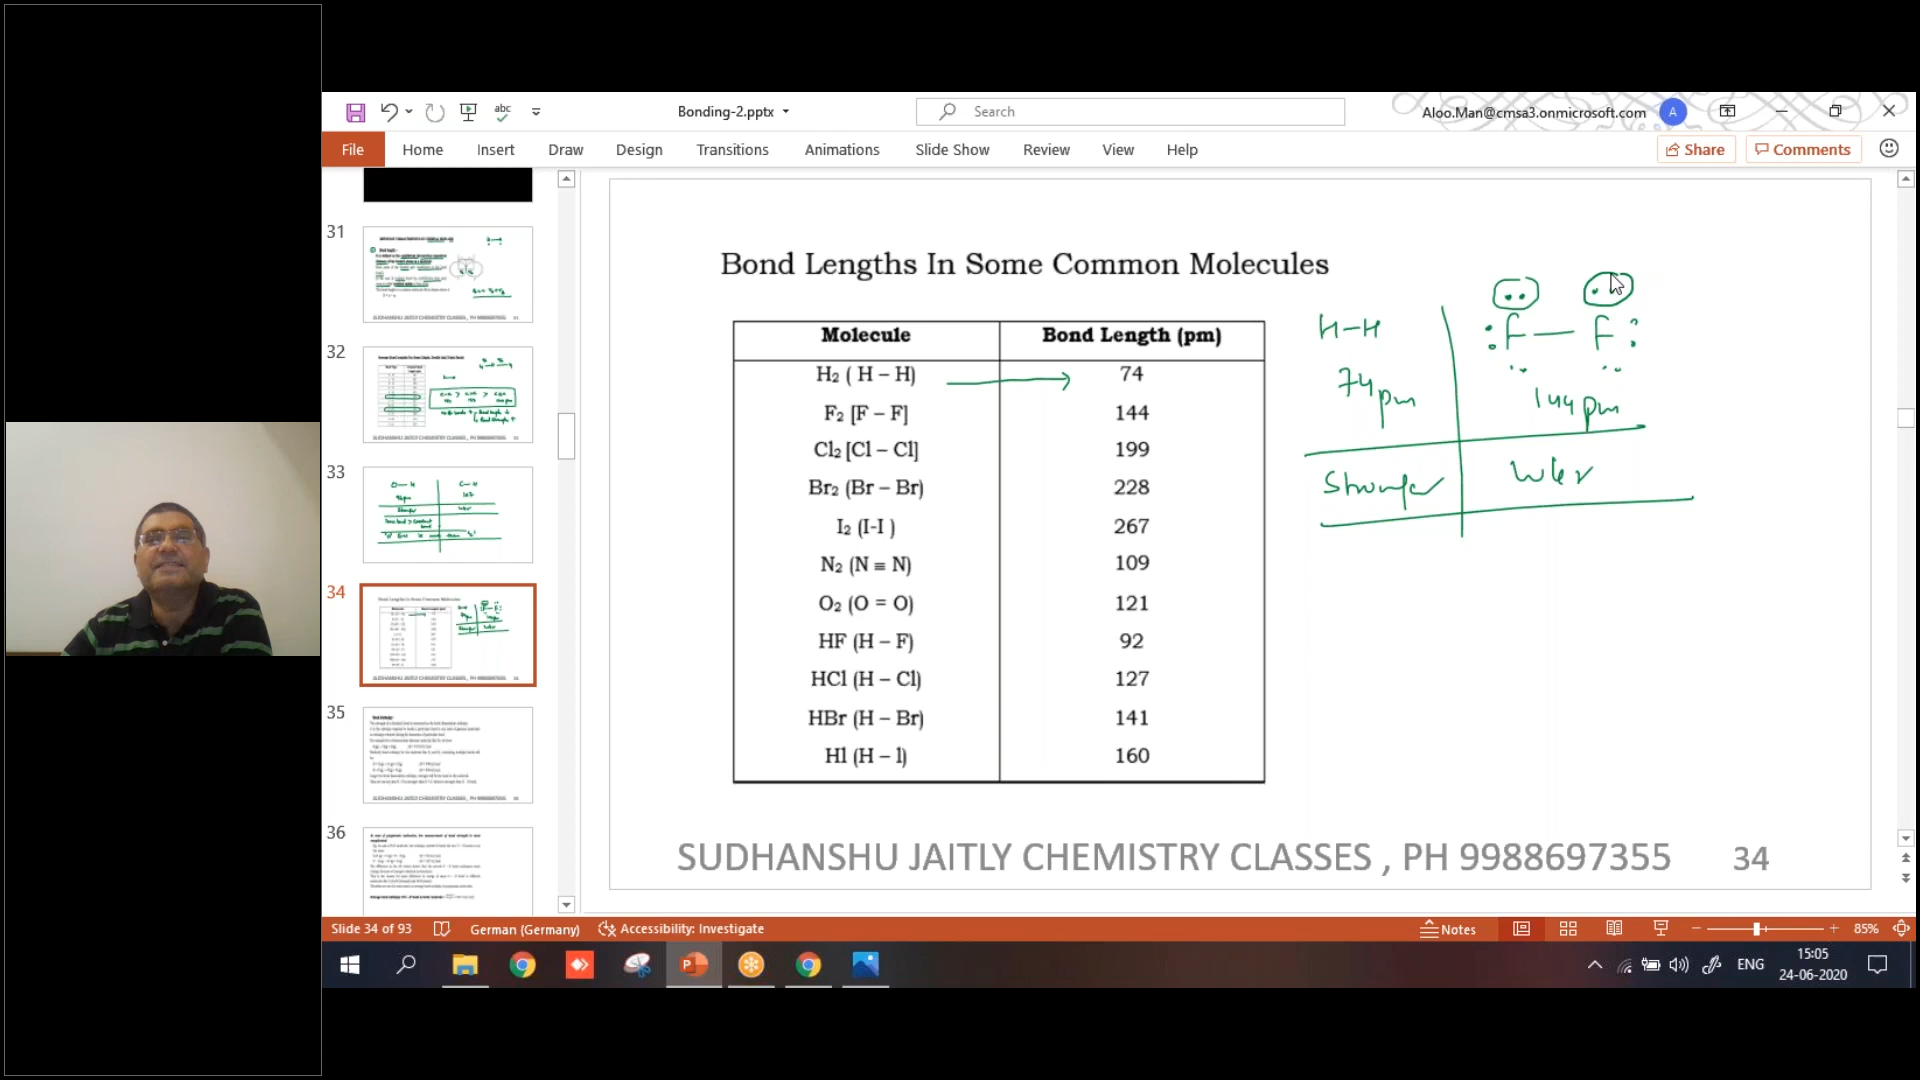 Bonding-2.pptx
Search
Aloo.Man@cmsa3.onmicrosoft.com
A
File Home Insert Draw Design Transitions Animations Slide Show Review View Help
Share Comments
31
32
33
34
35
36
Bond Lengths In Some Common Molecules
Molecule Bond Length (pm)
H₂ ( H – H) 74
F₂ [F – F] 144
Cl₂ [Cl – Cl] 199
Br₂ (Br – Br) 228
I₂ (I-I ) 267
N₂ (N ≡ N) 109
O₂ (O = O) 121
HF (H – F) 92
HCl (H – Cl) 127
HBr (H – Br) 141
Hl (H – l) 160
H–H
74pm
:F — F:
144 pm
Stronger
Wker
SUDHANSHU JAITLY CHEMISTRY CLASSES , PH 9988697355 34
Slide 34 of 93 German (Germany) Accessibility: Investigate
Notes
85%
ENG
15:05
24-06-2020